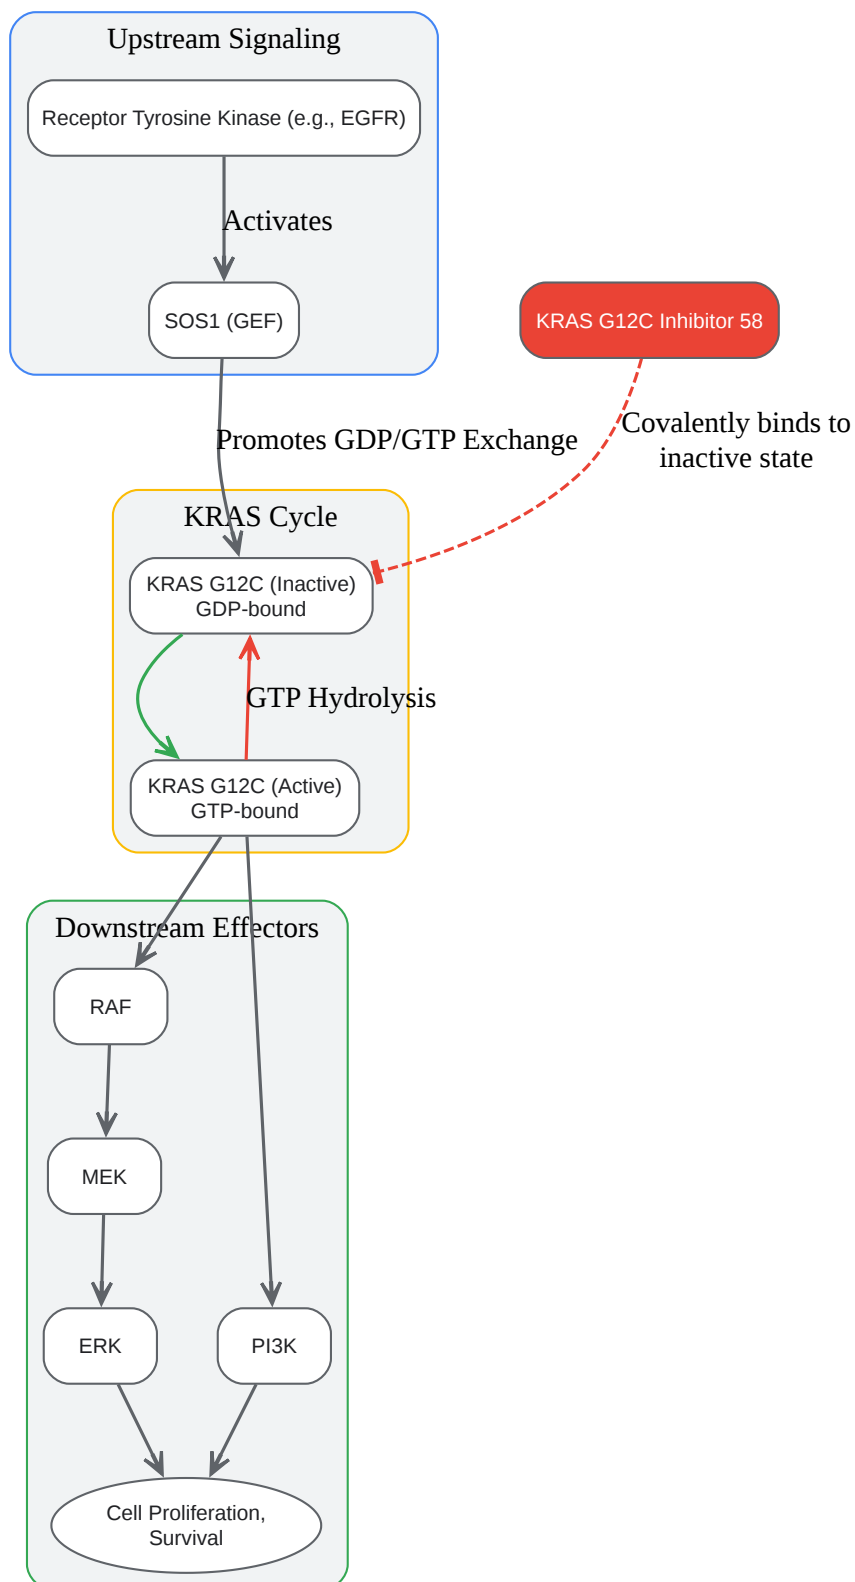 Upstream Signaling
Receptor Tyrosine Kinase (e.g., EGFR)
Activates
SOS1 (GEF)
KRAS G12C Inhibitor 58
Promotes GDP/GTP Exchange
Covalently binds to
inactive state
KRAS Cycle
KRAS G12C (Inactive)
GDP-bound
GTP Hydrolysis
KRAS G12C (Active)
GTP-bound
Downstream Effectors
RAF
MEK
ERK
PI3K
Cell Proliferation,
Survival